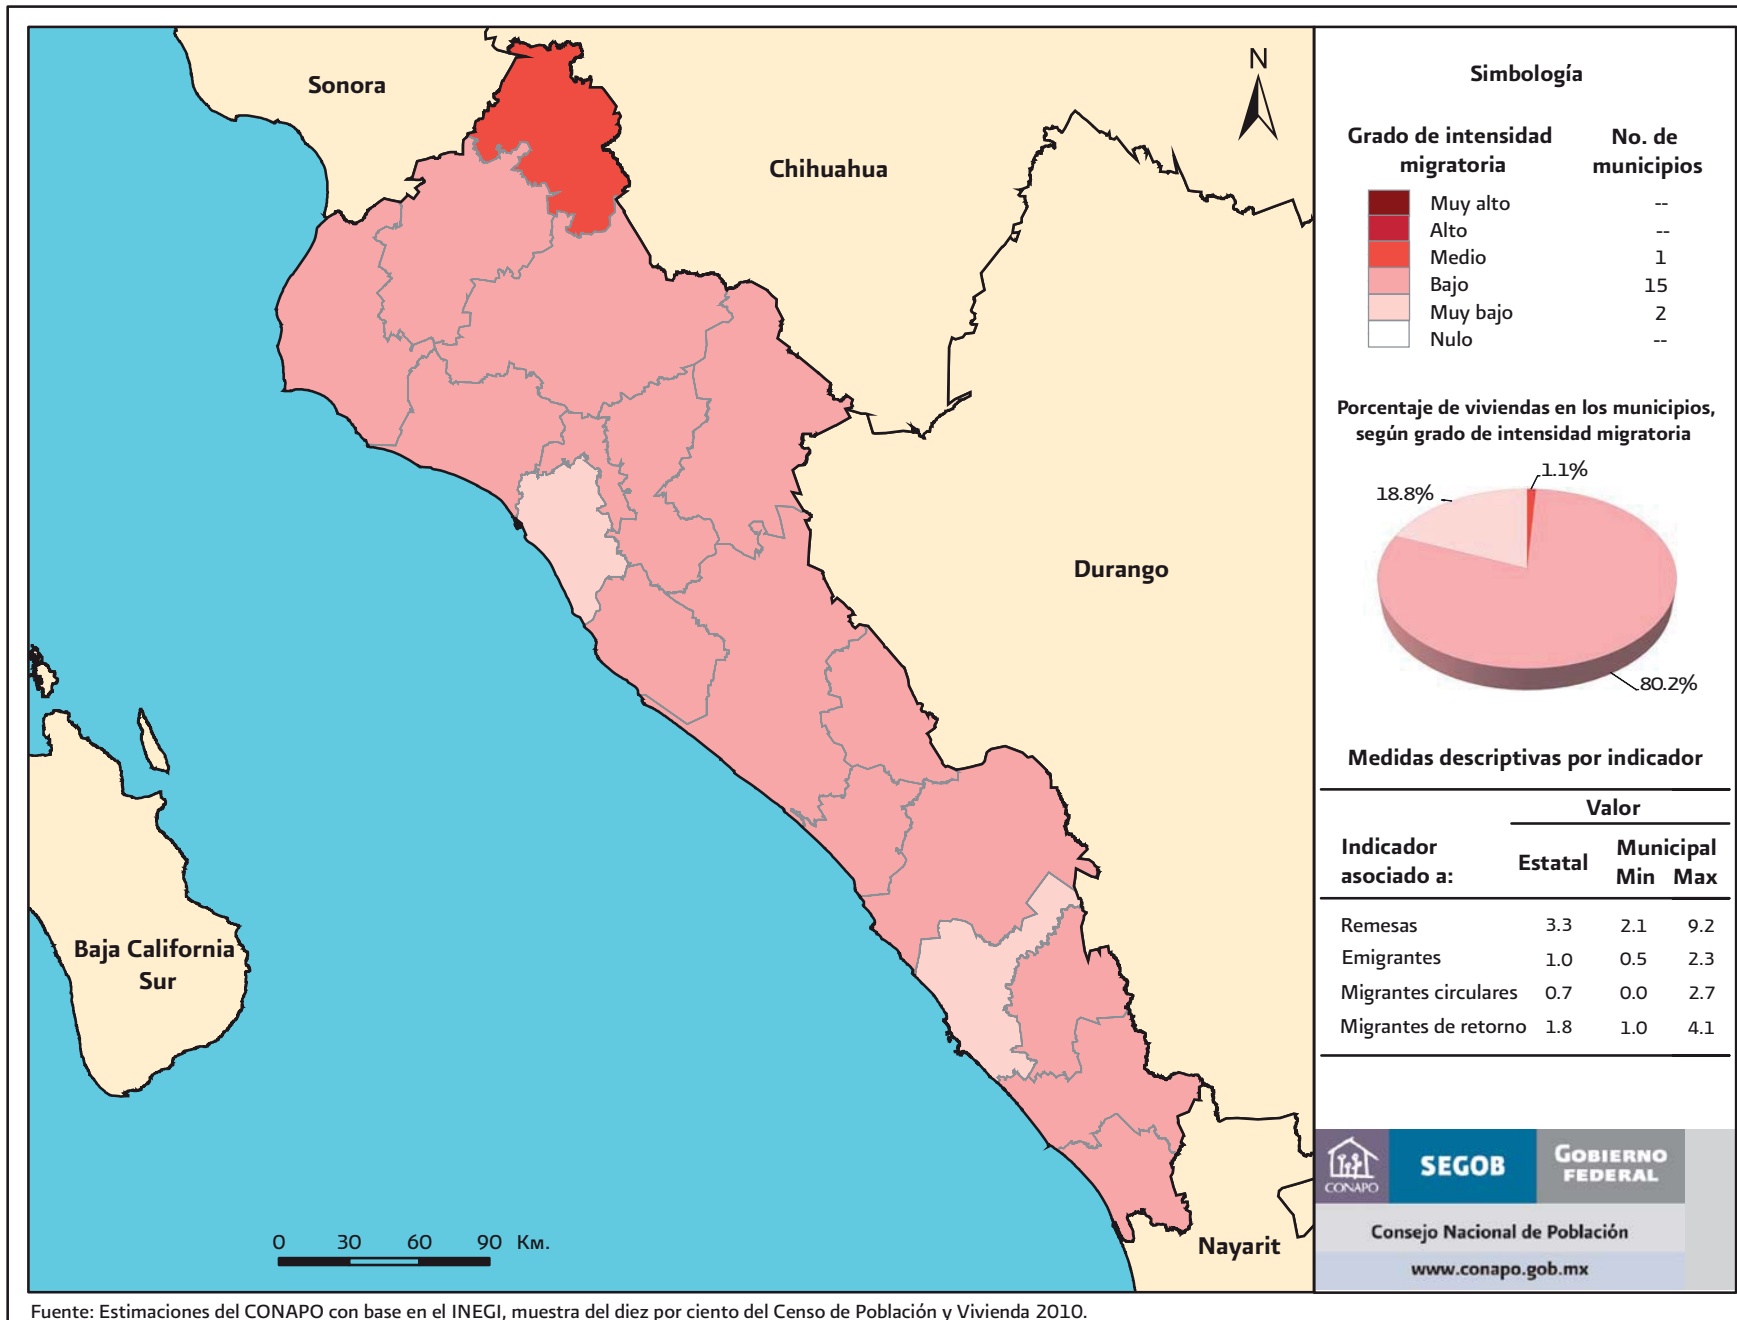 Sonora
Chihuahua
Durango
Baja California
Sur
Nayarit
N
0 30 60 90 Km.
Simbología
Grado de intensidad
migratoria
No. de
municipios
Muy alto --
Alto --
Medio 1
Bajo 15
Muy bajo 2
Nulo --
Porcentaje de viviendas en los municipios,
según grado de intensidad migratoria
1.1%
18.8%
80.2%
Medidas descriptivas por indicador
Valor
Indicador
asociado a:
Estatal
Municipal
Min Max
Remesas 3.3 2.1 9.2
Emigrantes 1.0 0.5 2.3
Migrantes circulares 0.7 0.0 2.7
Migrantes de retorno 1.8 1.0 4.1
CONAPO
SEGOB
GOBIERNO
FEDERAL
Consejo Nacional de Población
www.conapo.gob.mx
Fuente: Estimaciones del CONAPO con base en el INEGI, muestra del diez por ciento del Censo de Población y Vivienda 2010.